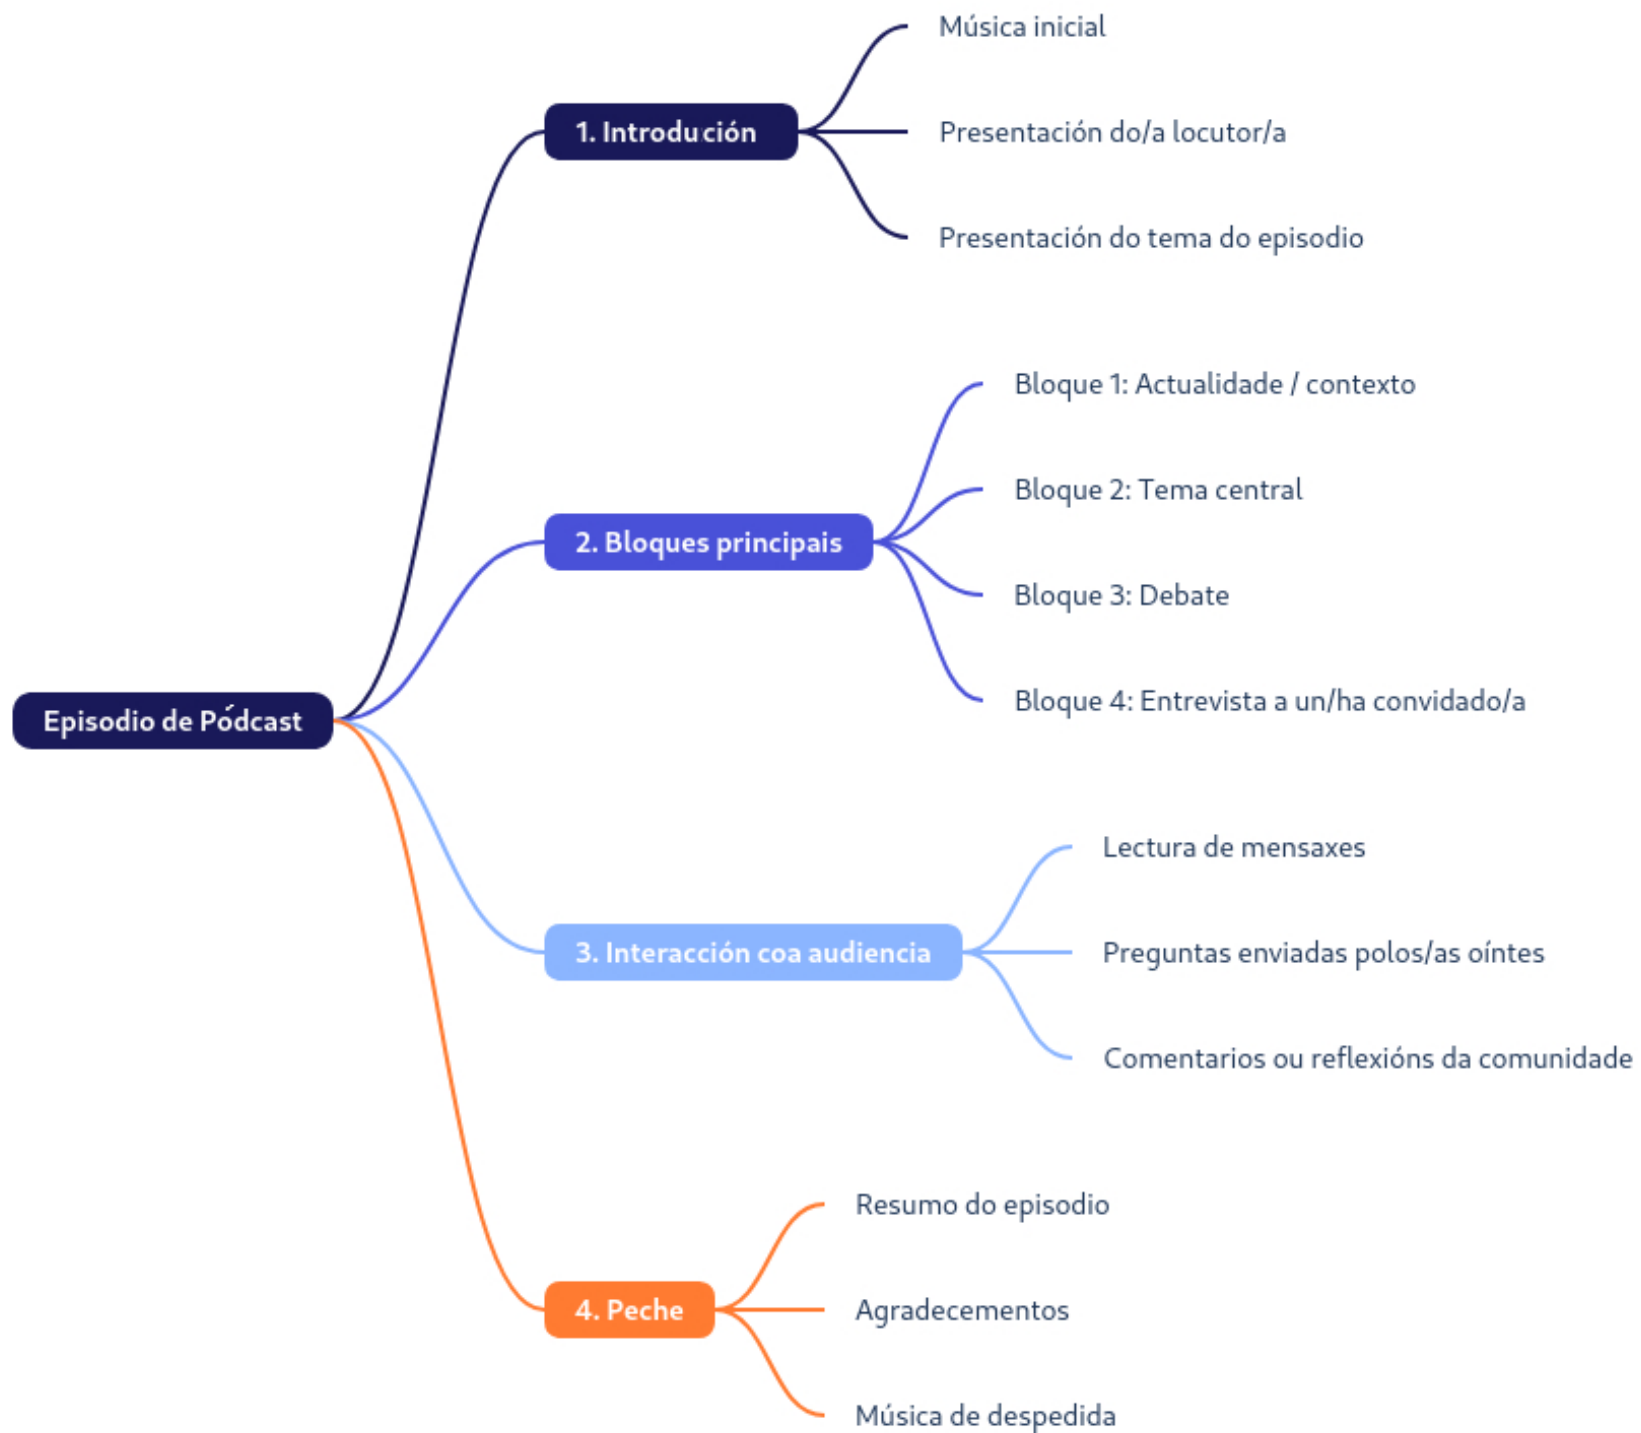 Episodio de Pódcast
1. Introdución
Música inicial
Presentación do/a locutor/a
Presentación do tema do episodio
2. Bloques principais
Bloque 1: Actualidade / contexto
Bloque 2: Tema central
Bloque 3: Debate
Bloque 4: Entrevista a un/ha convidado/a
3. Interacción coa audiencia
Lectura de mensaxes
Preguntas enviadas polos/as oíntes
Comentarios ou reflexións da comunidade
4. Peche
Resumo do episodio
Agradecementos
Música de despedida